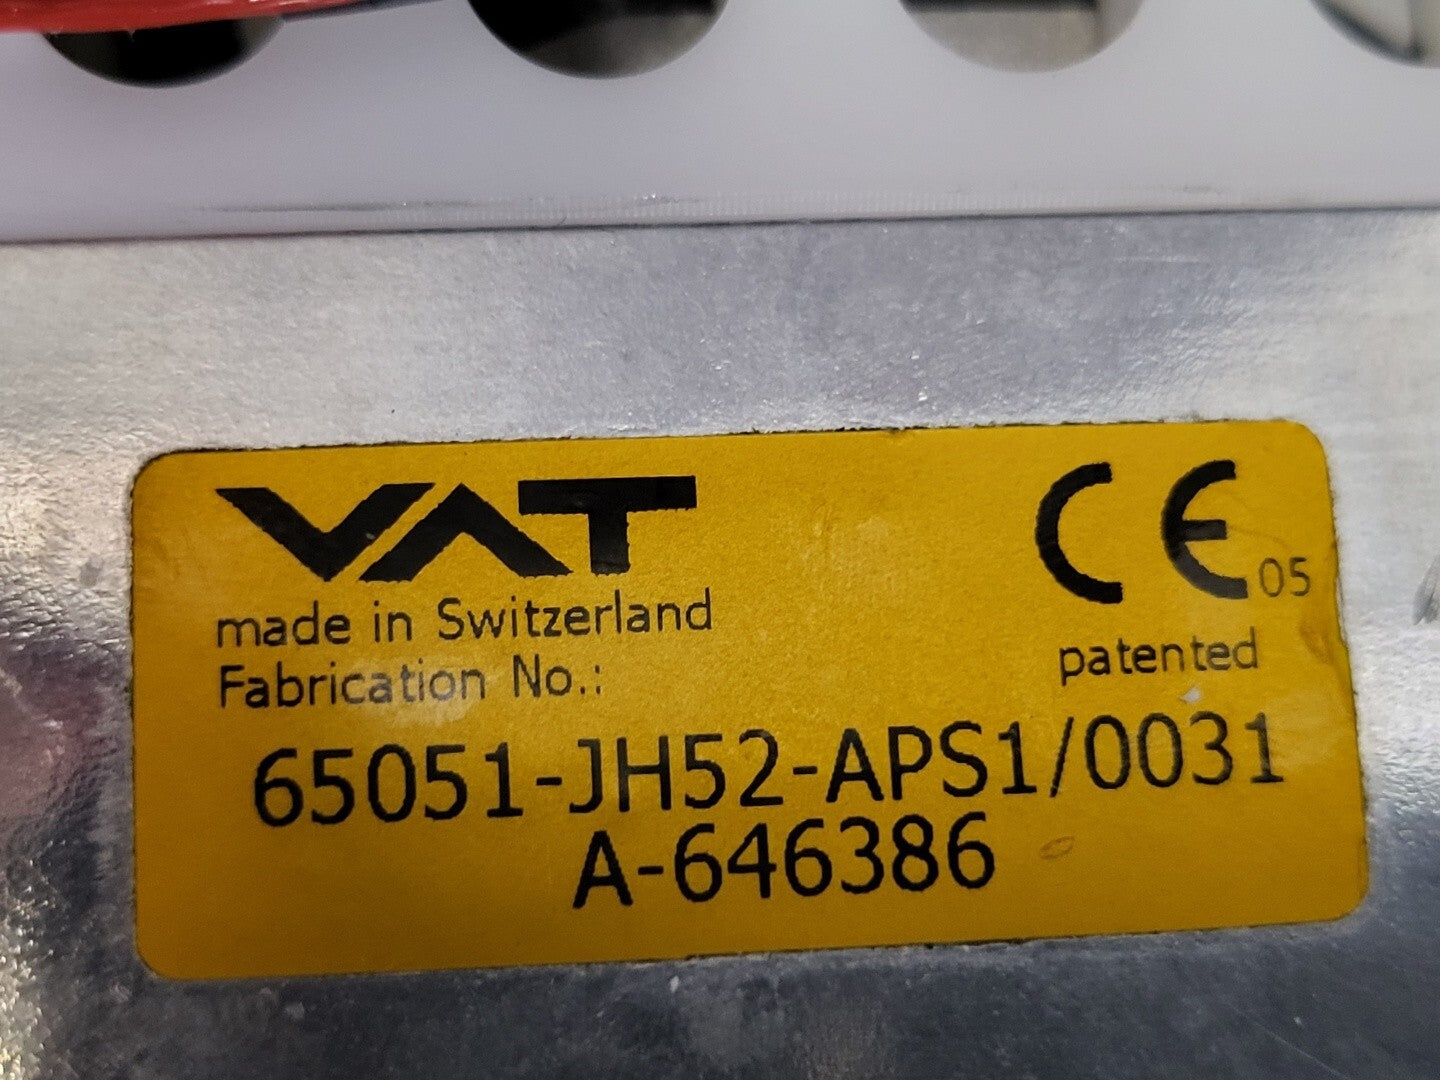 VAT
CE 05
made in Switzerland
Fabrication No.:
patented
65051-JH52-APS1/0031
A-646386